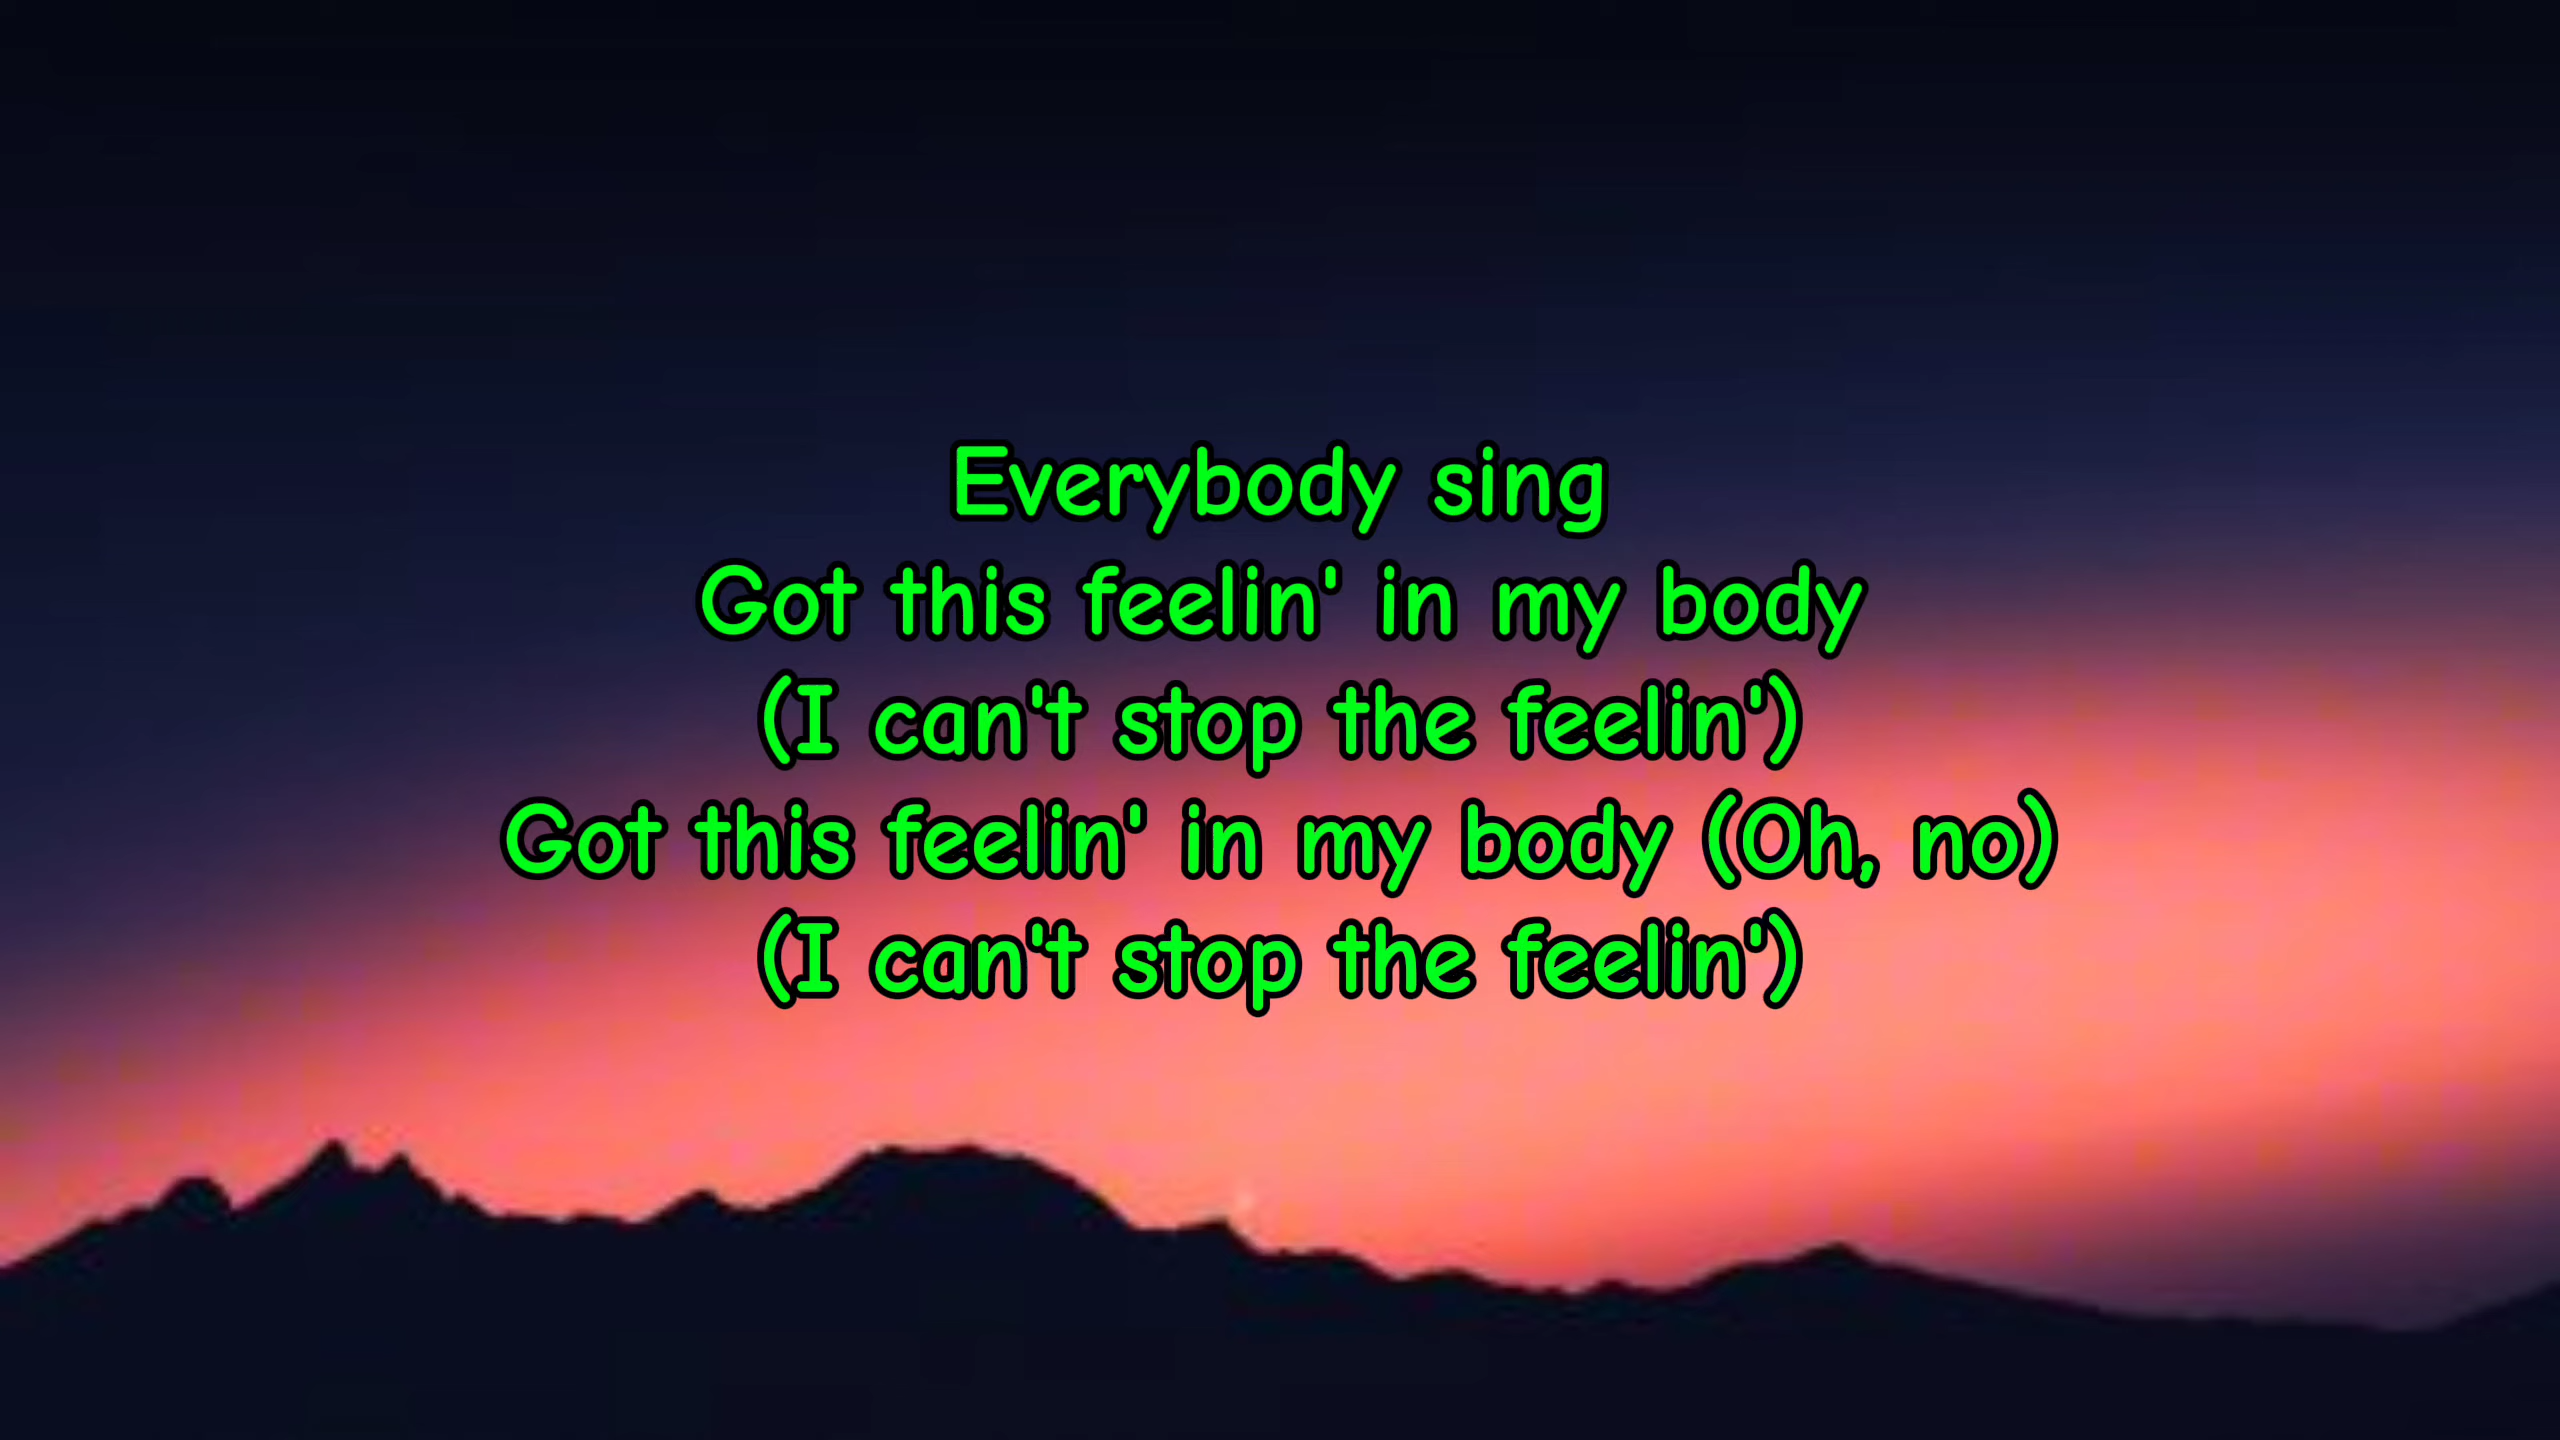 Everybody sing
Got this feelin' in my body
(I can't stop the feelin')
Got this feelin' in my body (Oh, no)
(I can't stop the feelin')